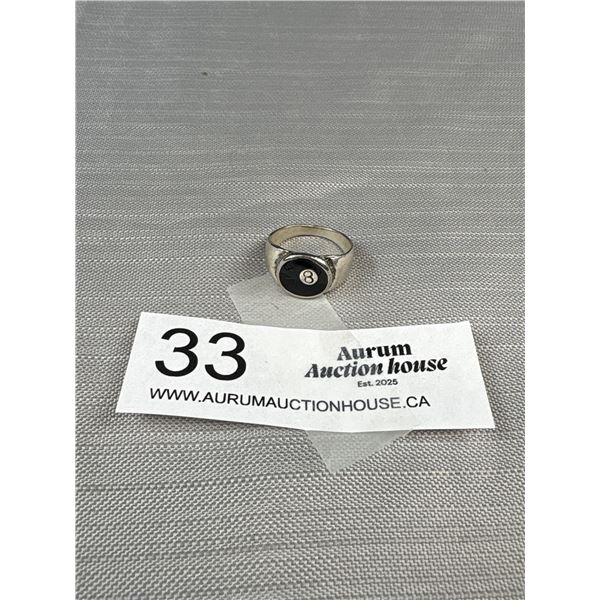 8
33
Aurum
Auction house
Est. 2025
WWW.AURUMAUCTIONHOUSE.CA